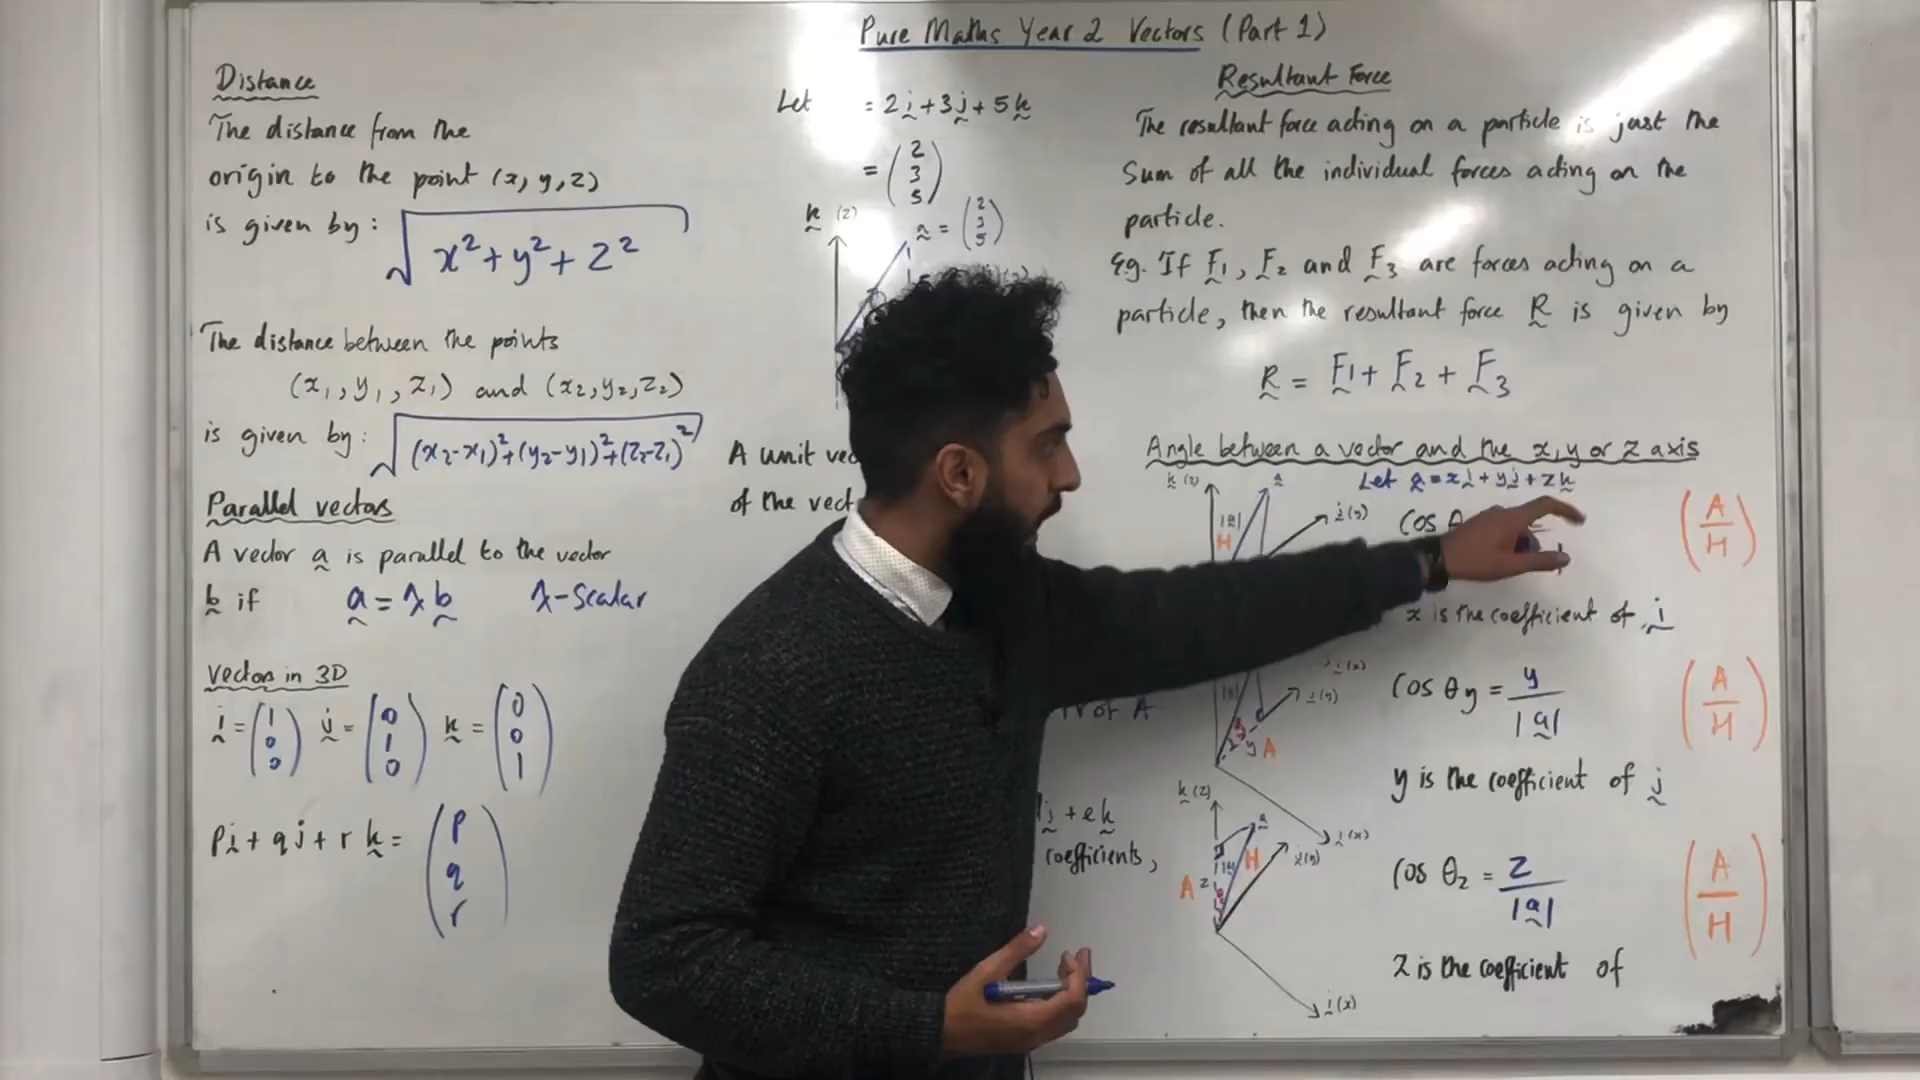 Pure Maths Year 2 Vectors (Part 1)
Distance
The distance from the
origin to the point (x, y, z)
is given by: √(x² + y² + z²)
The distance between the points
(x₁, y₁, z₁) and (x₂, y₂, z₂)
is given by: √((x₂-x₁)² + (y₂-y₁)² + (z₂-z₁)²)
Parallel vectors
A vector a is parallel to the vector
b if a = λb λ-Scalar
Vectors in 3D
i = (1 0 0) j = (0 1 0) k = (0 0 1)
pi + qj + rk = (p q r)
Let = 2i + 3j + 5k
= (2 3 5)
k (z)
a = (2 3 5)
A unit vec
of the vect
of A
j + ek
coefficients,
Resultant Force
The resultant force acting on a particle is just the
Sum of all the individual forces acting on the
particle.
Eg. If F₁, F₂ and F₃ are forces acting on a
particle, then the resultant force R is given by
R = F₁ + F₂ + F₃
Angle between a vector and the x, y or z axis
Let a = xi + yj + zk
k (z)
a
|a|
H
j (y)
Cos θ
(A/H)
x is the coefficient of i
i (x)
j (y)
|a|
y A
i (x)
Cos θy = y/|a| (A/H)
y is the coefficient of j
k (z)
a
|a| H
j (y)
A z
i (x)
Cos θz = z/|a| (A/H)
z is the coefficient of